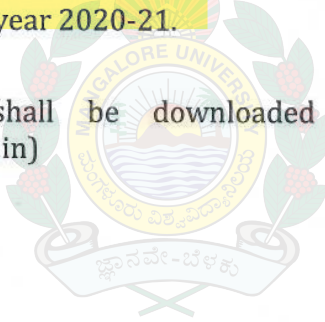 year 2020-21.
shall be downloaded
in)
MANGALORE UNIVERSITY
ಮಂಗಳೂರು ವಿಶ್ವವಿದ್ಯಾನಿಲಯ
ಜ್ಞಾನವೇ-ಬೆಳಕು